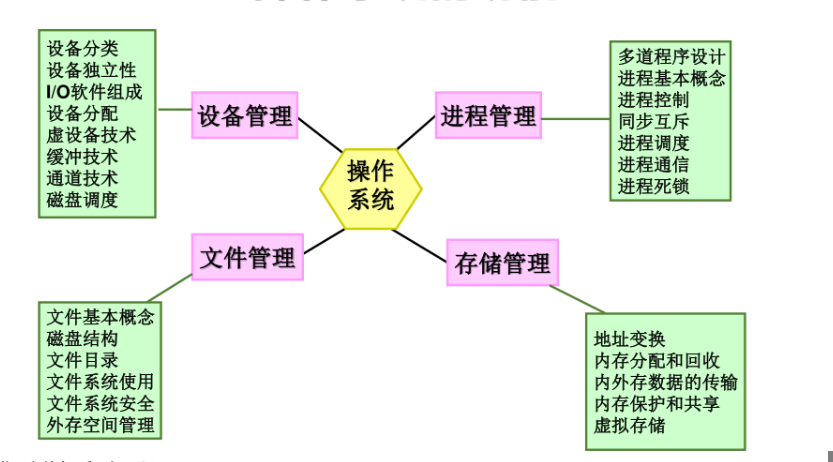 设备分类
设备独立性
I/O软件组成
设备分配
虚设备技术
缓冲技术
通道技术
磁盘调度
设备管理
进程管理
多道程序设计
进程基本概念
进程控制
同步互斥
进程调度
进程通信
进程死锁
操作
系统
文件管理
存储管理
文件基本概念
磁盘结构
文件目录
文件系统使用
文件系统安全
外存空间管理
地址变换
内存分配和回收
内外存数据的传输
内存保护和共享
虚拟存储